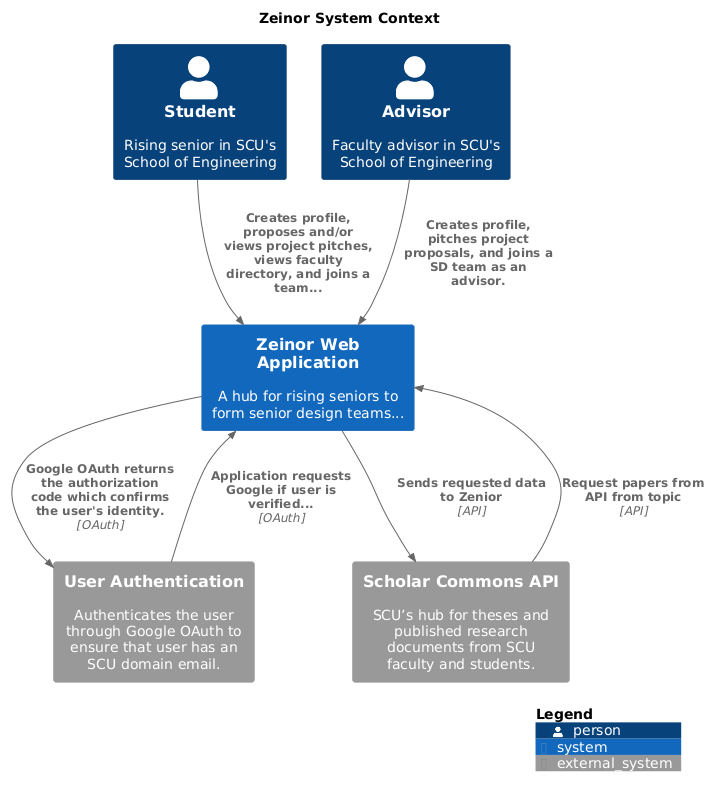 Zeinor System Context
Student
Rising senior in SCU's
School of Engineering
Advisor
Faculty advisor in SCU's
School of Engineering
Creates profile,
proposes and/or
views project pitches,
views faculty
directory, and joins a
team...
Creates profile,
pitches project
proposals, and joins a
SD team as an
advisor.
Zeinor Web
Application
A hub for rising seniors to
form senior design teams...
Google OAuth returns
the authorization
code which confirms
the user's identity.
[OAuth]
Application requests
Google if user is
verified...
[OAuth]
Sends requested data
to Zenior
[API]
Request papers from
API from topic
[API]
User Authentication
Authenticates the user
through Google OAuth to
ensure that user has an
SCU domain email.
Scholar Commons API
SCU’s hub for theses and
published research
documents from SCU
faculty and students.
Legend
person
system
external_system